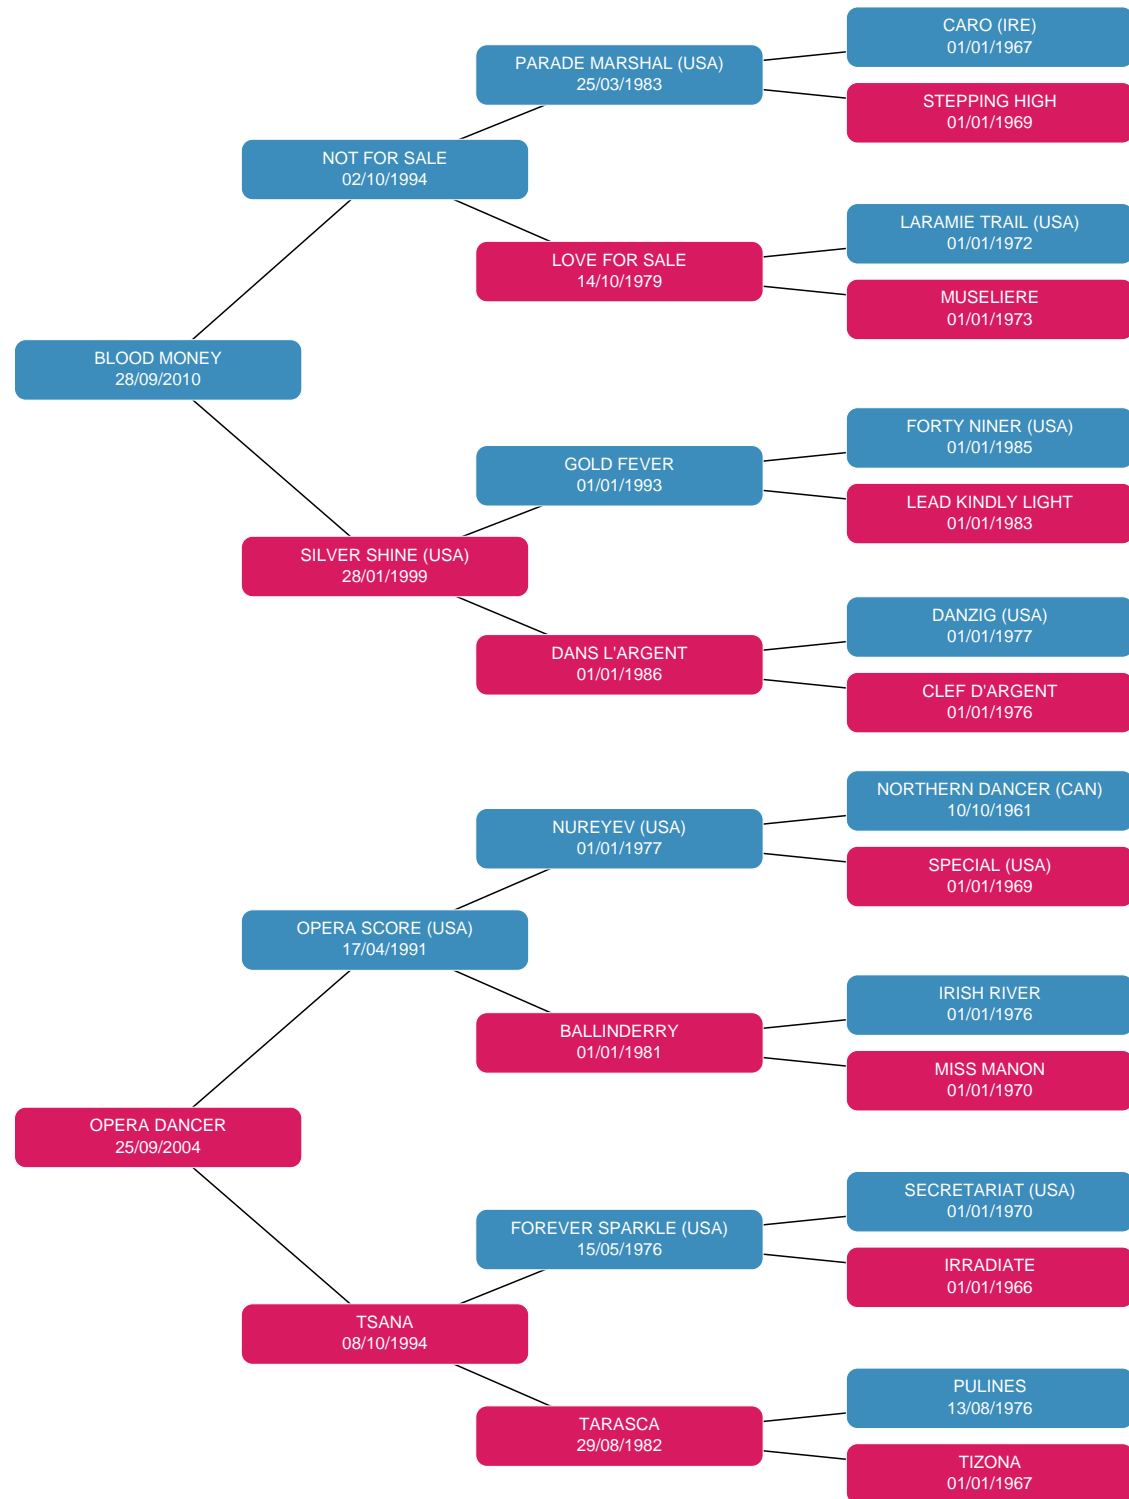 CARO (IRE)
01/01/1967
PARADE MARSHAL (USA)
25/03/1983
STEPPING HIGH
01/01/1969
NOT FOR SALE
02/10/1994
LARAMIE TRAIL (USA)
01/01/1972
LOVE FOR SALE
14/10/1979
MUSELIERE
01/01/1973
BLOOD MONEY
28/09/2010
FORTY NINER (USA)
01/01/1985
GOLD FEVER
01/01/1993
LEAD KINDLY LIGHT
01/01/1983
SILVER SHINE (USA)
28/01/1999
DANZIG (USA)
01/01/1977
DANS L'ARGENT
01/01/1986
CLEF D'ARGENT
01/01/1976
NORTHERN DANCER (CAN)
10/10/1961
NUREYEV (USA)
01/01/1977
SPECIAL (USA)
01/01/1969
OPERA SCORE (USA)
17/04/1991
IRISH RIVER
01/01/1976
BALLINDERRY
01/01/1981
MISS MANON
01/01/1970
OPERA DANCER
25/09/2004
SECRETARIAT (USA)
01/01/1970
FOREVER SPARKLE (USA)
15/05/1976
IRRADIATE
01/01/1966
TSANA
08/10/1994
PULINES
13/08/1976
TARASCA
29/08/1982
TIZONA
01/01/1967